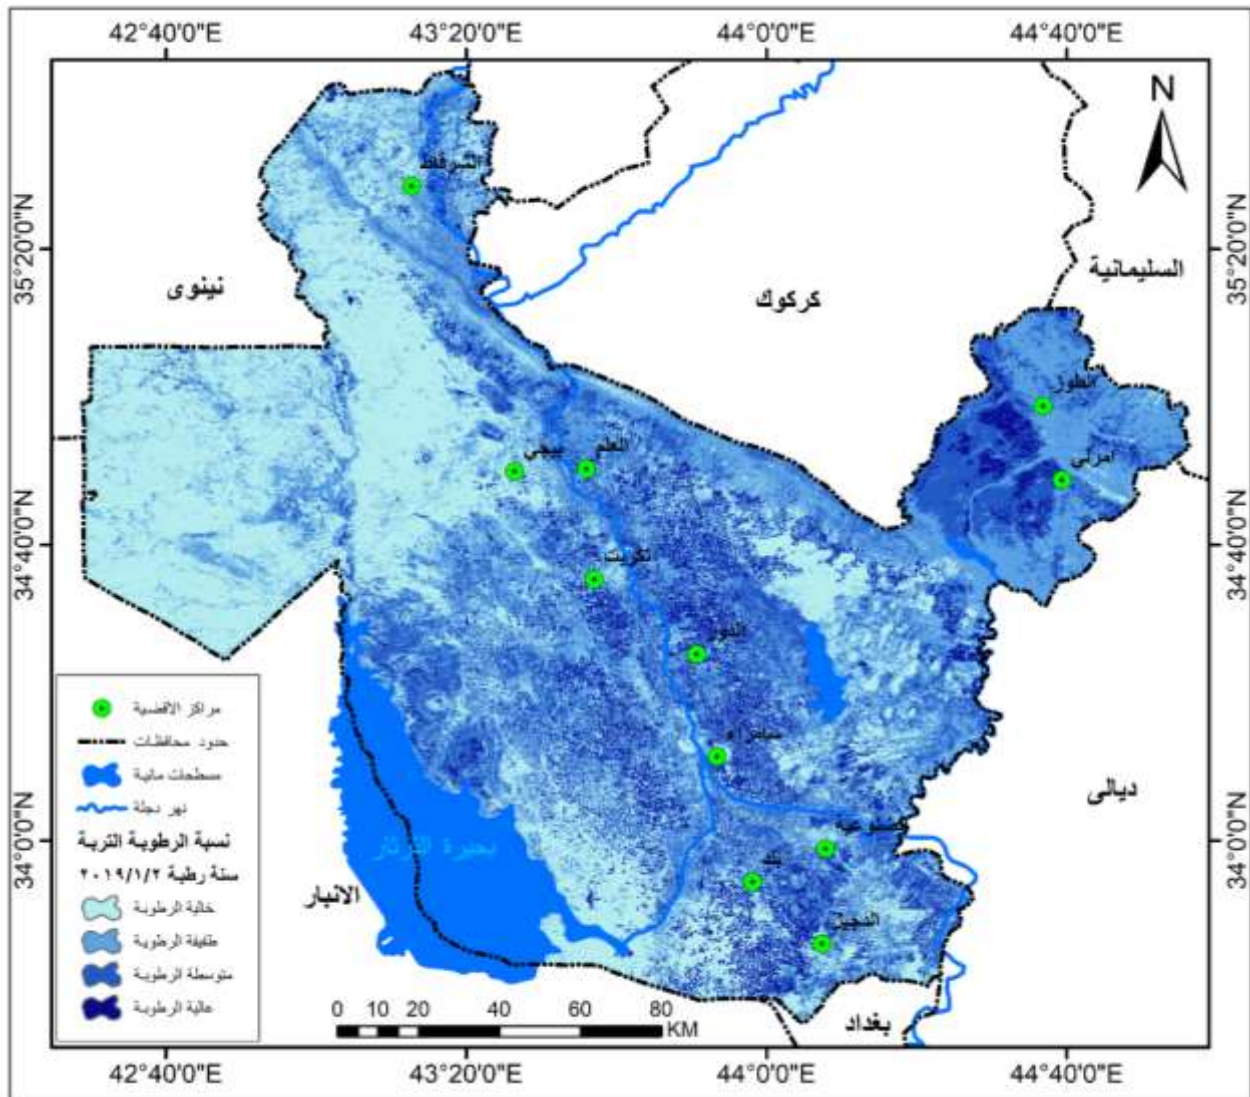 42°40'0"E 43°20'0"E 44°0'0"E 44°40'0"E
N
الشرقاط
35°20'0"N
35°20'0"N
السليمانية
نينوى
كركوك
الطوز
امرلي
العلم
بيجي
34°40'0"N
34°40'0"N
تكريت
الدور
سامراء
ديالى
34°0'0"N
34°0'0"N
بحيرة الثرثار
بلد
الانبار
الدجيل
بغداد
مراكز الاقضية
حدود محافظات
مسطحات مائية
نهر دجلة
نسبة الرطوبية التربة
سنة رطبة ٢٠١٩/١/٢
خالية الرطوبة
طفيفة الرطوبة
متوسطة الرطوبة
عالية الرطوبة
0 10 20 40 60 80
KM
42°40'0"E 43°20'0"E 44°0'0"E 44°40'0"E